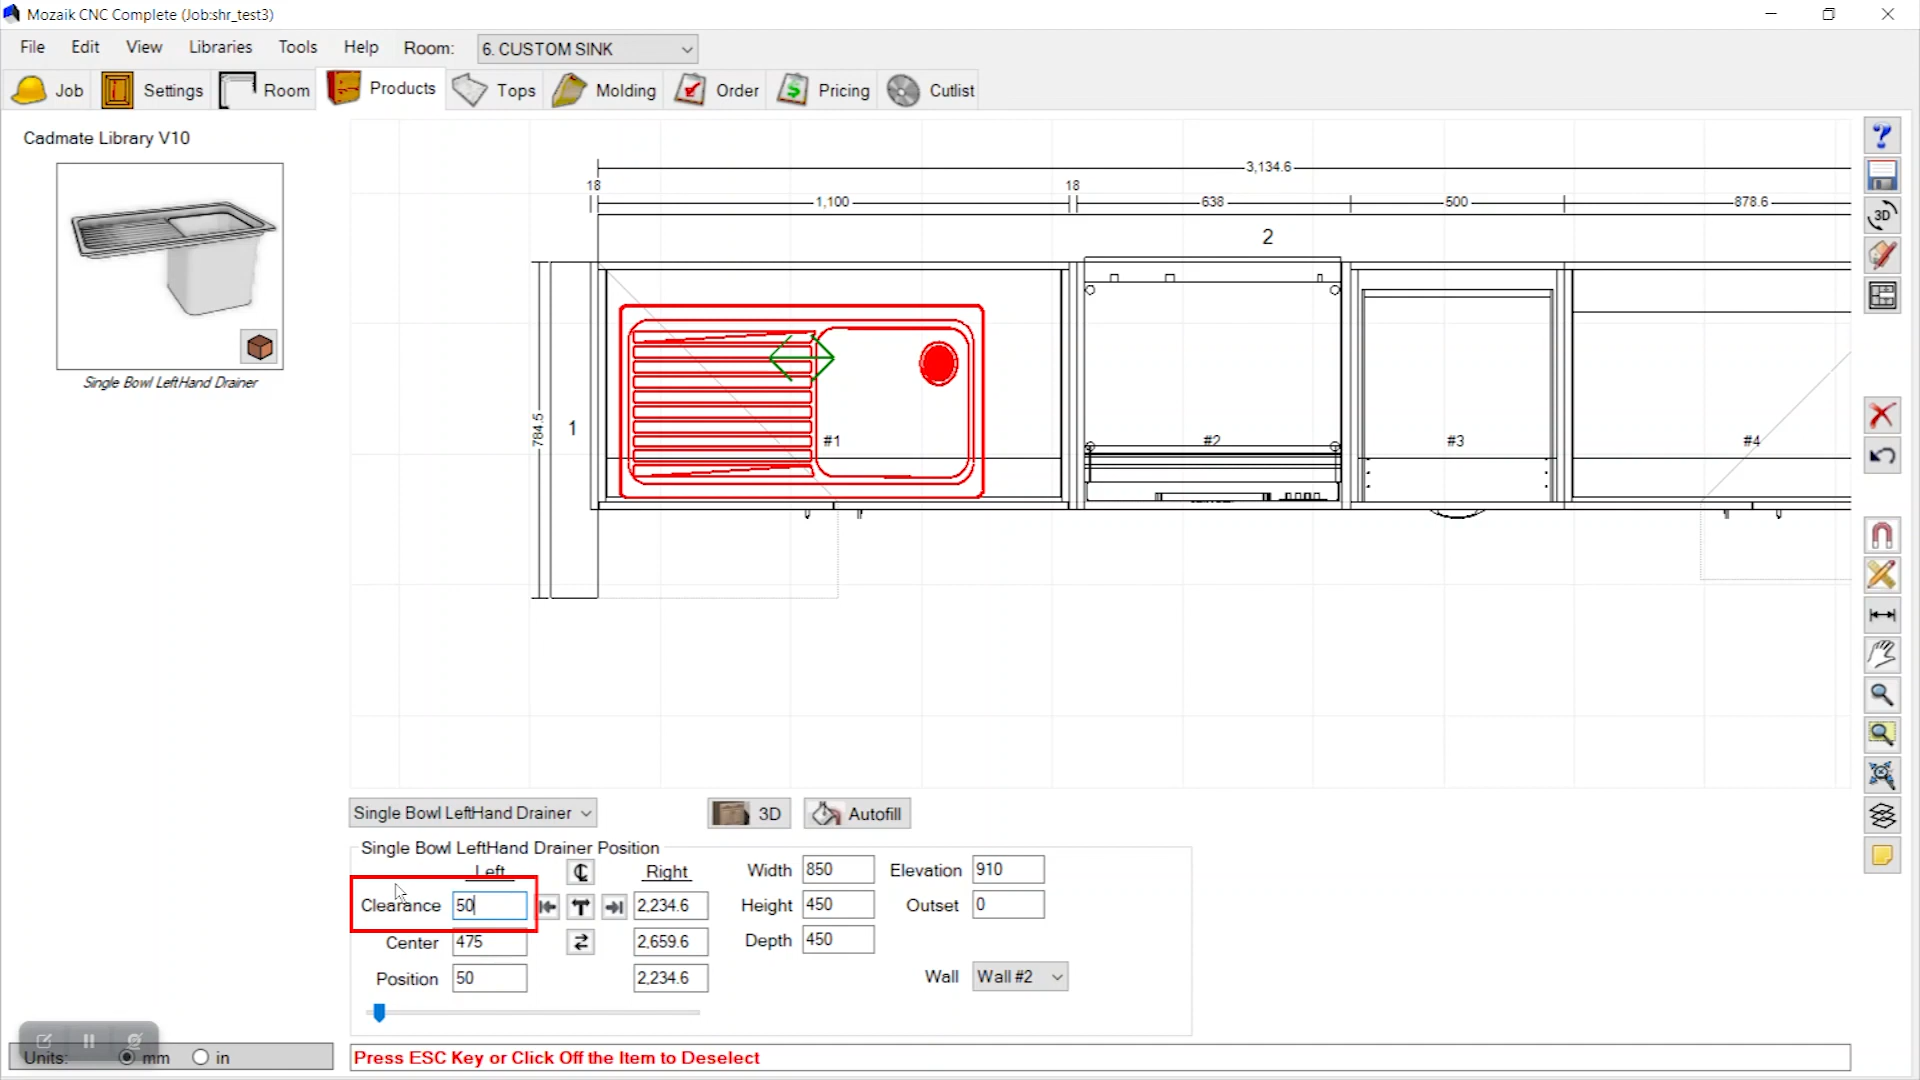 Mozaik CNC Complete (Job:shr_test3)
File Edit View Libraries Tools Help Room: 6. CUSTOM SINK
Job Settings Room Products Tops Molding Order Pricing Cutlist
Cadmate Library V10
Single Bowl LeftHand Drainer
3,134.6
18 18
1,100 638 500 878.6
2
784.5
1
#1 #2 #3 #4
3D
Single Bowl LeftHand Drainer 3D Autofill
Single Bowl LeftHand Drainer Position
Left Right Width 850 Elevation 910
Clearance 50 2,234.6 Height 450 Outset 0
Center 475 2,659.6 Depth 450
Position 50 2,234.6 Wall Wall #2
Units: mm in
Press ESC Key or Click Off the Item to Deselect